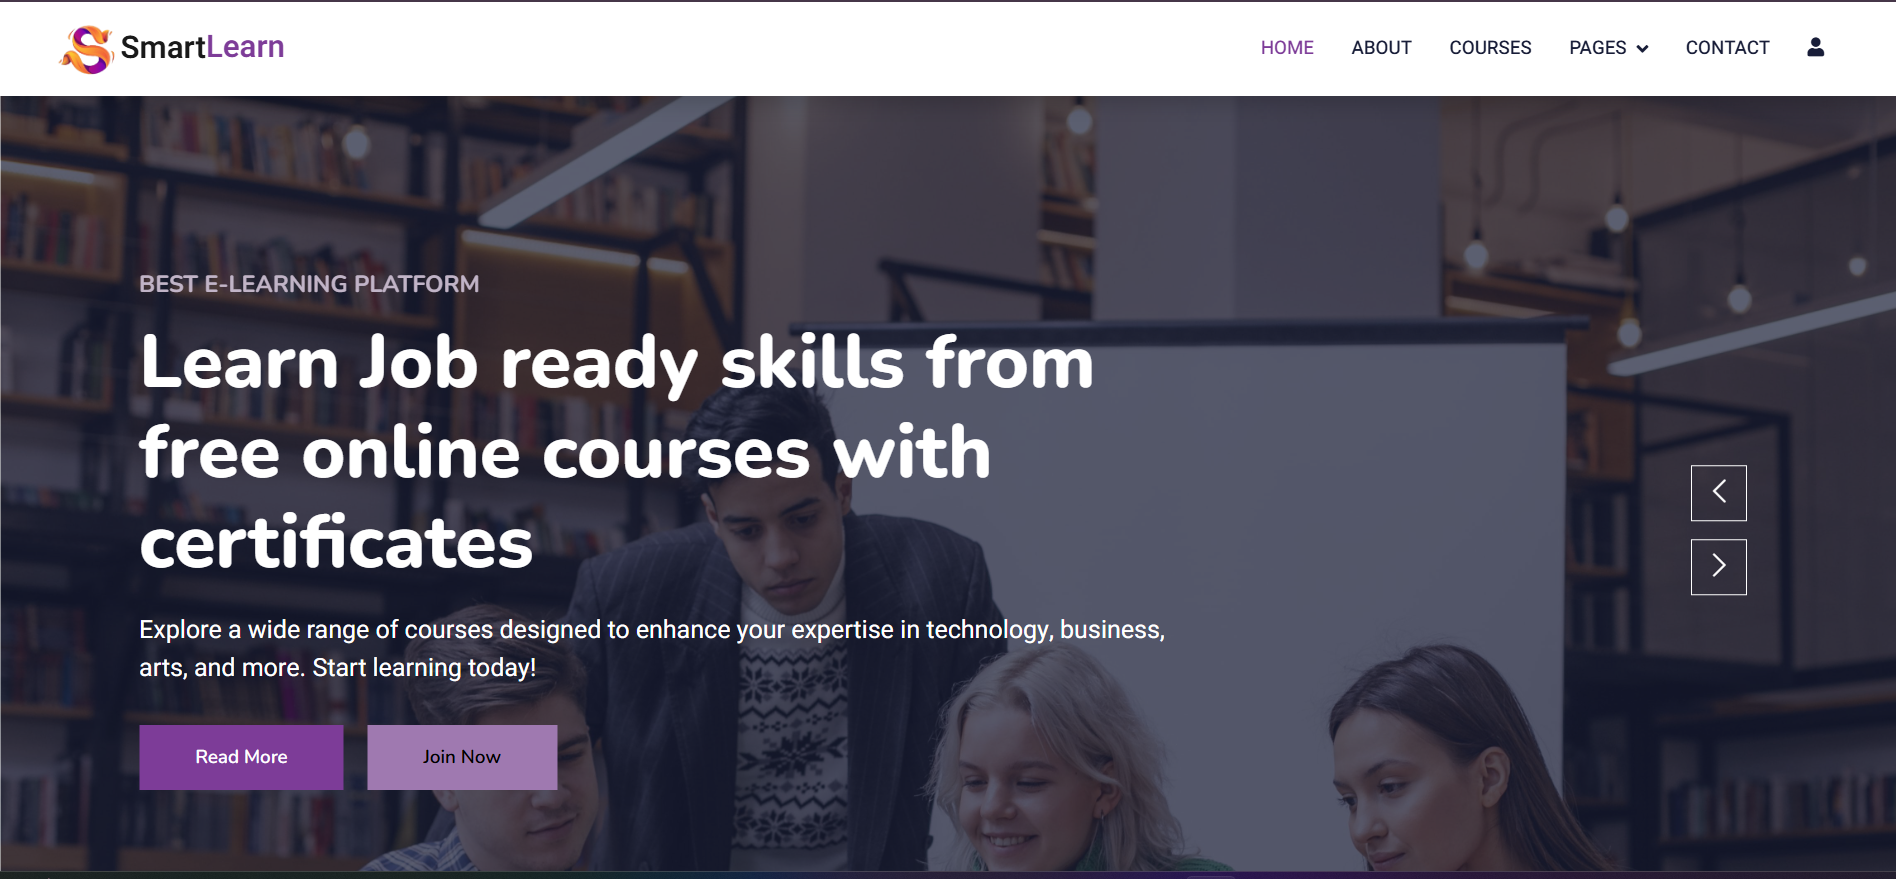 SmartLearn
HOME ABOUT COURSES PAGES CONTACT
BEST E-LEARNING PLATFORM
Learn Job ready skills from
free online courses with
certificates
Explore a wide range of courses designed to enhance your expertise in technology, business,
arts, and more. Start learning today!
Read More Join Now